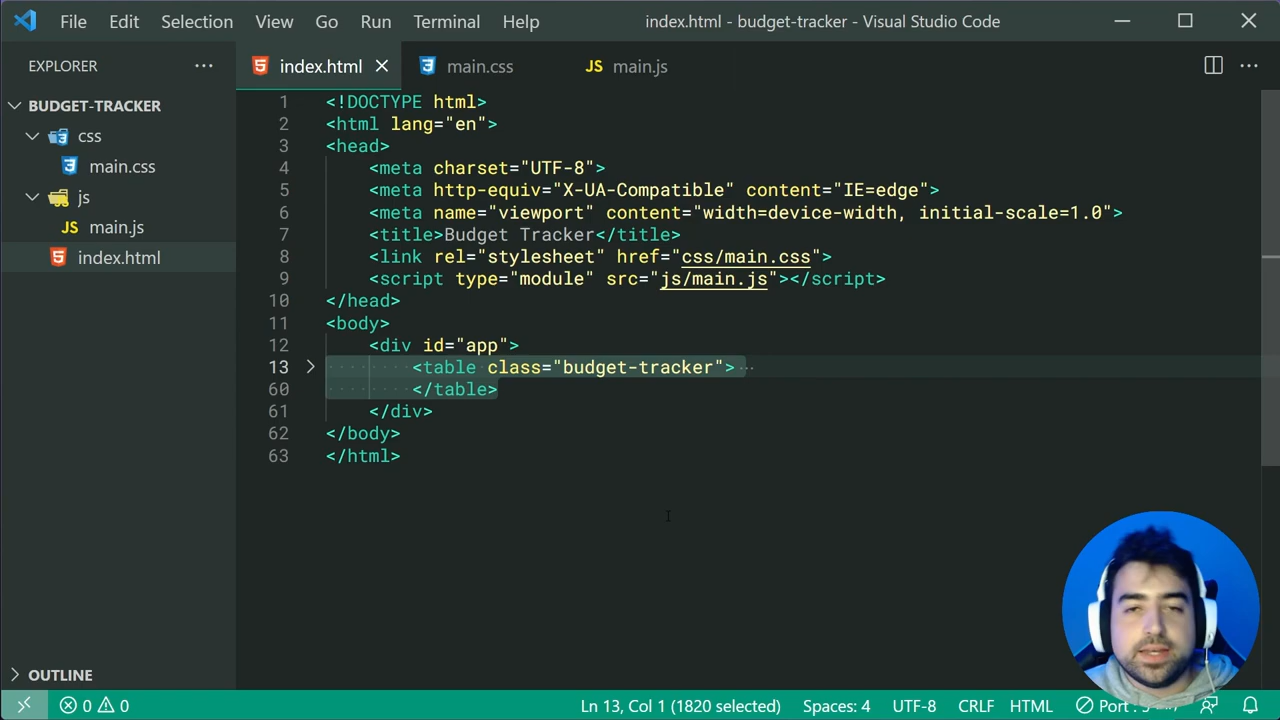 File Edit Selection View Go Run Terminal Help index.html - budget-tracker - Visual Studio Code
EXPLORER ··· index.html main.css JS main.js ···
BUDGET-TRACKER
css
main.css
js
JS main.js
index.html
1 <!DOCTYPE html>
2 <html lang="en">
3 <head>
4 <meta charset="UTF-8">
5 <meta http-equiv="X-UA-Compatible" content="IE=edge">
6 <meta name="viewport" content="width=device-width, initial-scale=1.0">
7 <title>Budget Tracker</title>
8 <link rel="stylesheet" href="css/main.css">
9 <script type="module" src="js/main.js"></script>
10 </head>
11 <body>
12 <div id="app">
13 <table class="budget-tracker"> ···
60 </table>
61 </div>
62 </body>
63 </html>
OUTLINE
0 0 Ln 13, Col 1 (1820 selected) Spaces: 4 UTF-8 CRLF HTML Port :